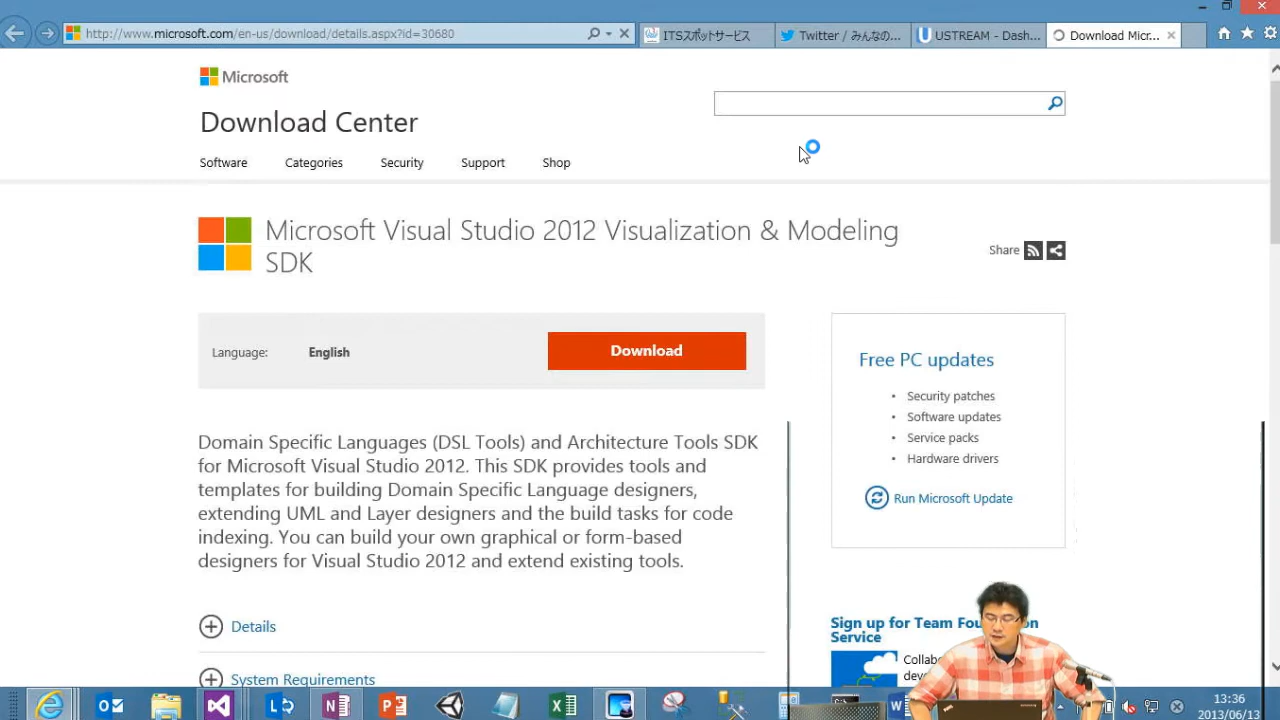 http://www.microsoft.com/en-us/download/details.aspx?id=30680
ITSスポットサービス
Twitter / みんなの...
USTREAM - Dash...
Download Micr...
Microsoft
Download Center
Software
Categories
Security
Support
Shop
Microsoft Visual Studio 2012 Visualization & Modeling
SDK
Share
Language:
English
Download
Free PC updates
• Security patches
• Software updates
• Service packs
• Hardware drivers
Run Microsoft Update
Domain Specific Languages (DSL Tools) and Architecture Tools SDK
for Microsoft Visual Studio 2012. This SDK provides tools and
templates for building Domain Specific Language designers,
extending UML and Layer designers and the build tasks for code
indexing. You can build your own graphical or form-based
designers for Visual Studio 2012 and extend existing tools.
Details
System Requirements
Sign up for Team
Service
13:36
2013/06/13